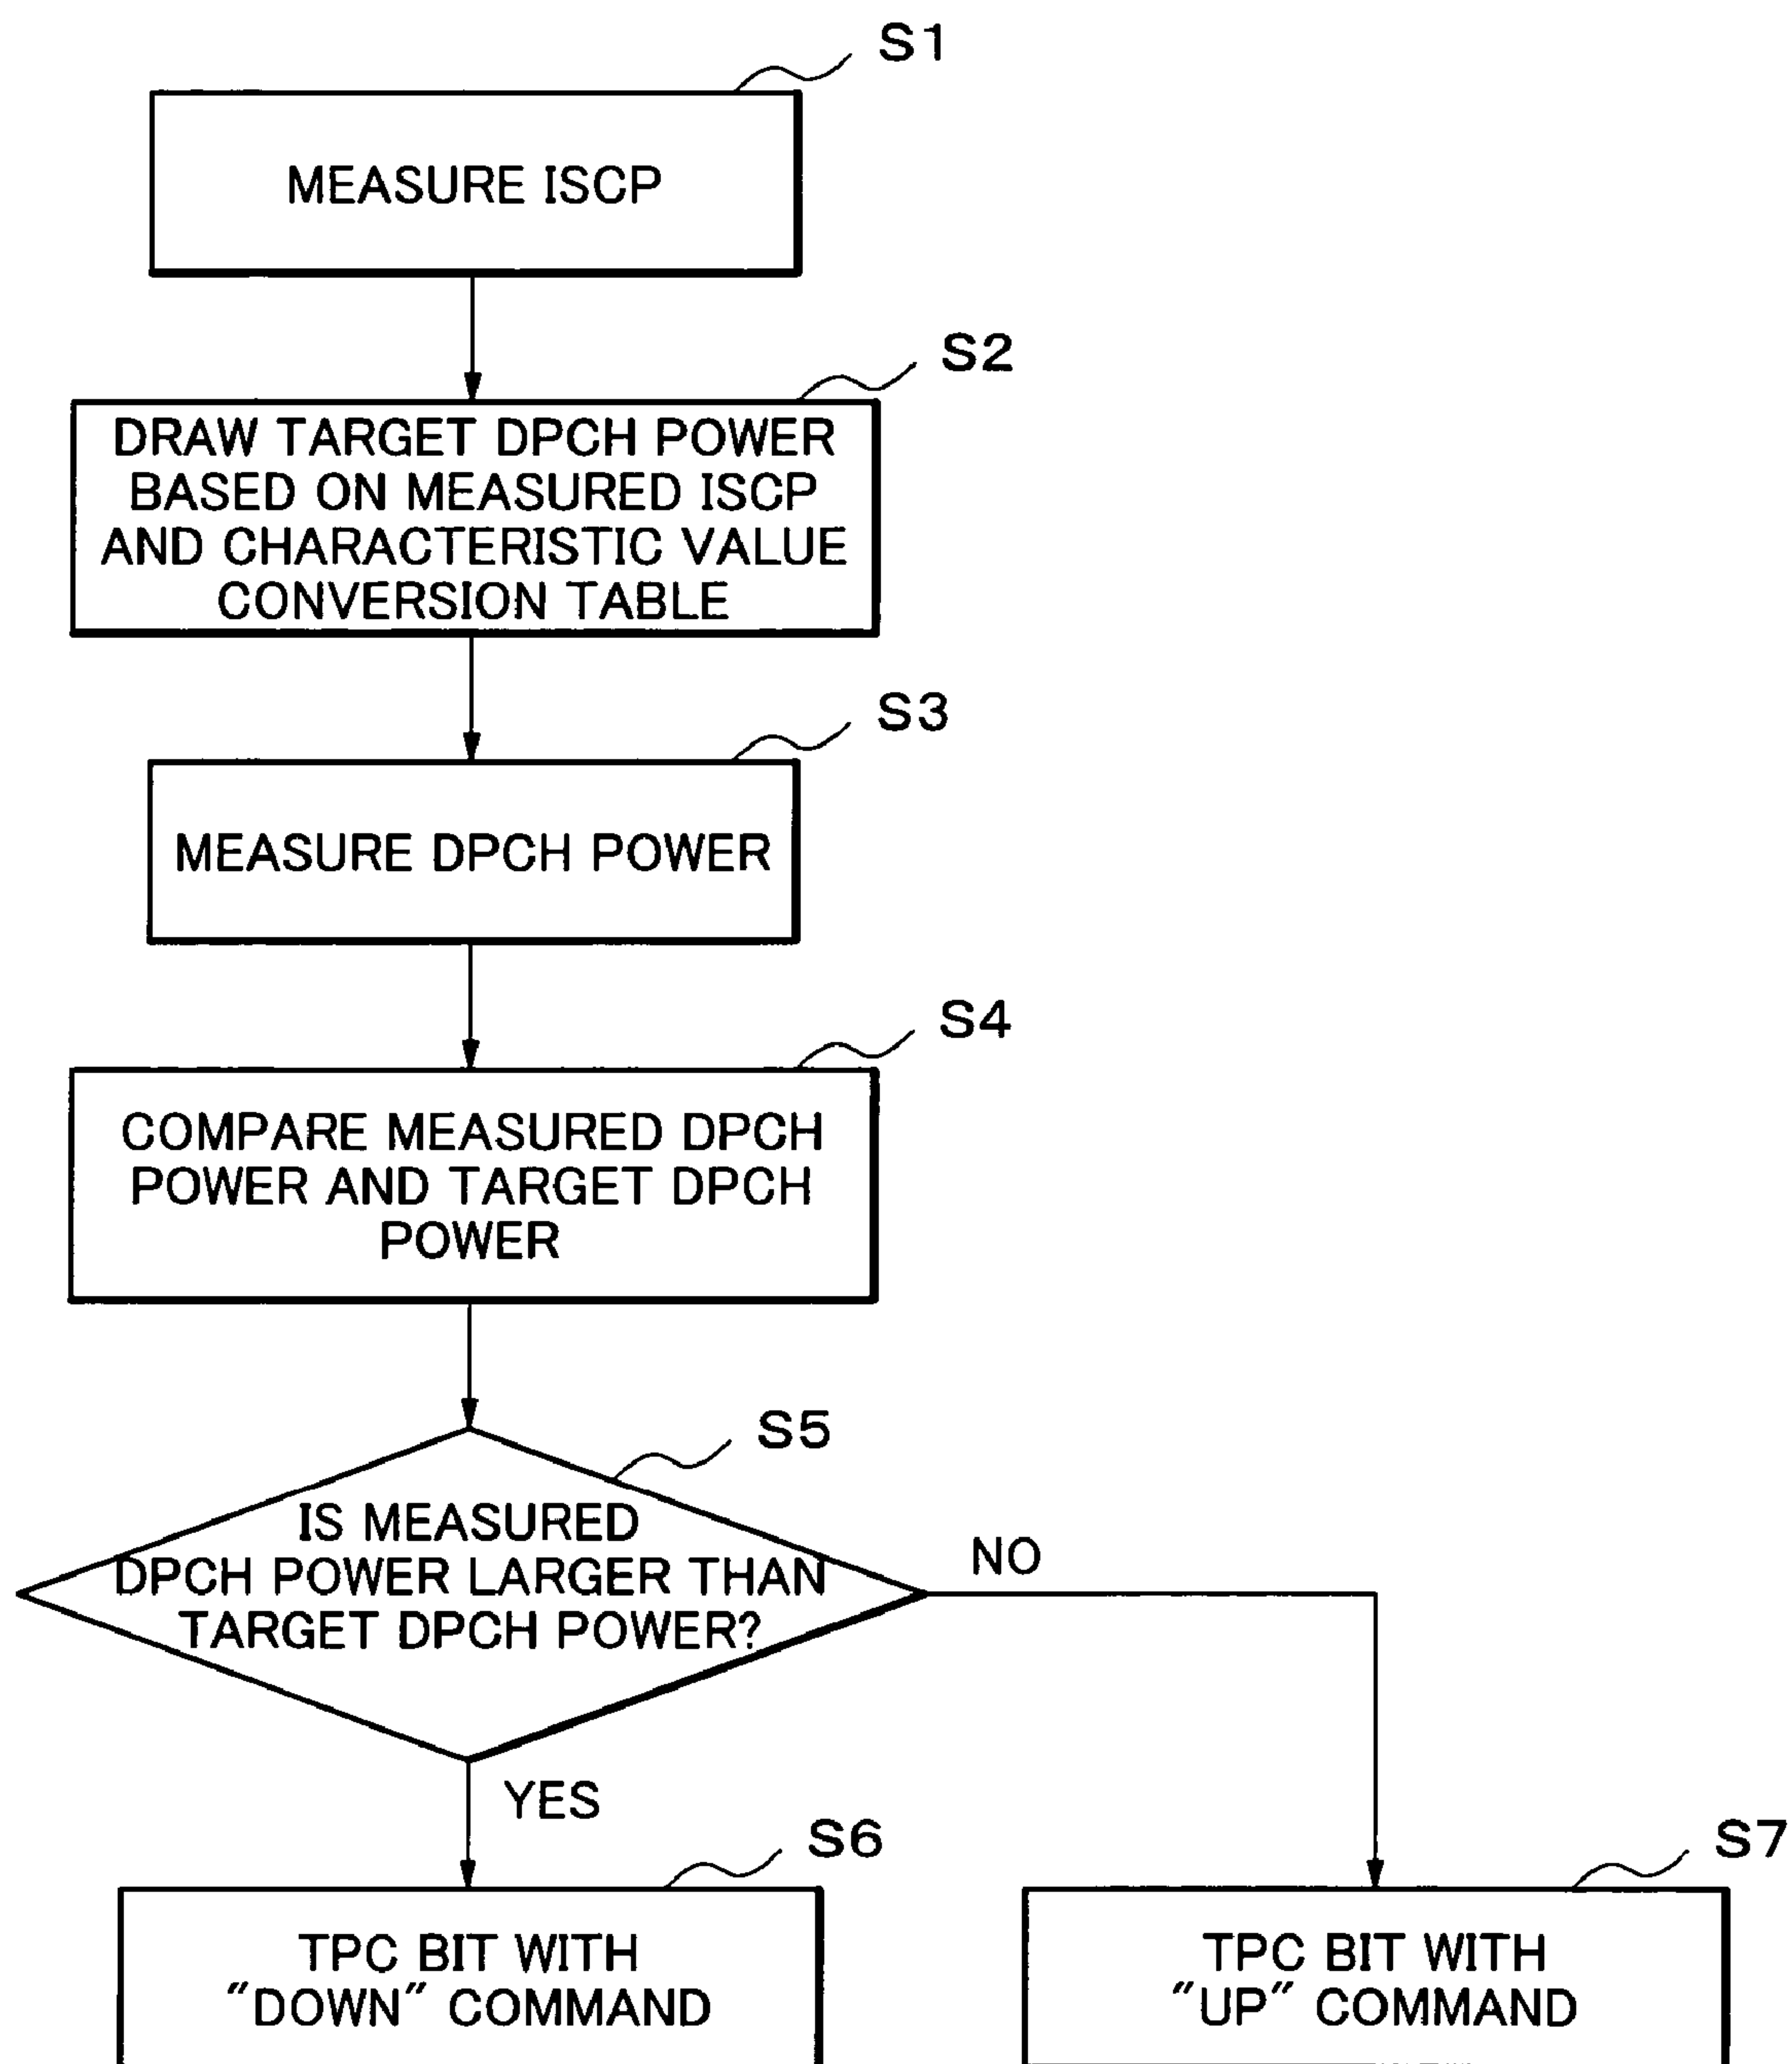 S1
MEASURE ISCP
S2
DRAW TARGET DPCH POWER
BASED ON MEASURED ISCP
AND CHARACTERISTIC VALUE
CONVERSION TABLE
S3
MEASURE DPCH POWER
S4
COMPARE MEASURED DPCH
POWER AND TARGET DPCH
POWER
S5
IS MEASURED
DPCH POWER LARGER THAN
TARGET DPCH POWER?
NO
YES
S6
TPC BIT WITH
"DOWN" COMMAND
S7
TPC BIT WITH
"UP" COMMAND